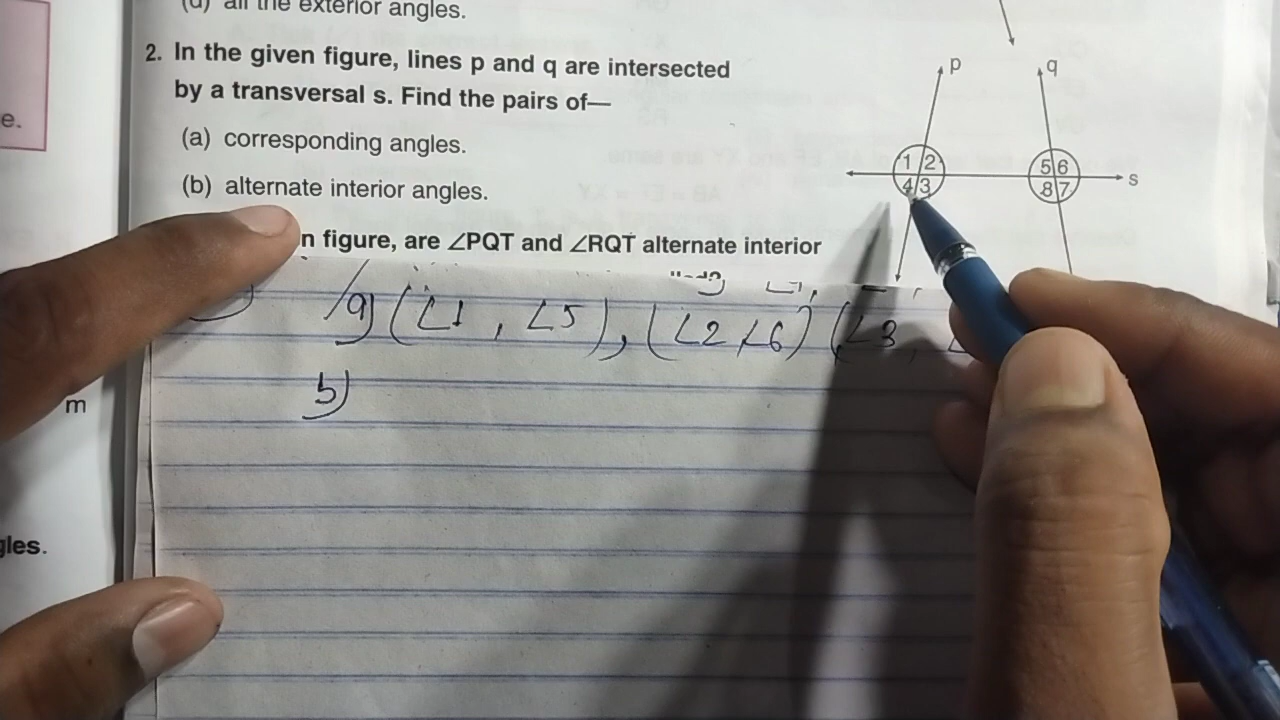 (d) all the exterior angles.
2. In the given figure, lines p and q are intersected
by a transversal s. Find the pairs of—
(a) corresponding angles.
(b) alternate interior angles.
n figure, are ∠PQT and ∠RQT alternate interior
p q
1 2 5 6
s
4 3 8 7
e.
m
gles.
a) (∠1, ∠5), (∠2, ∠6) (∠3, ∠
b)